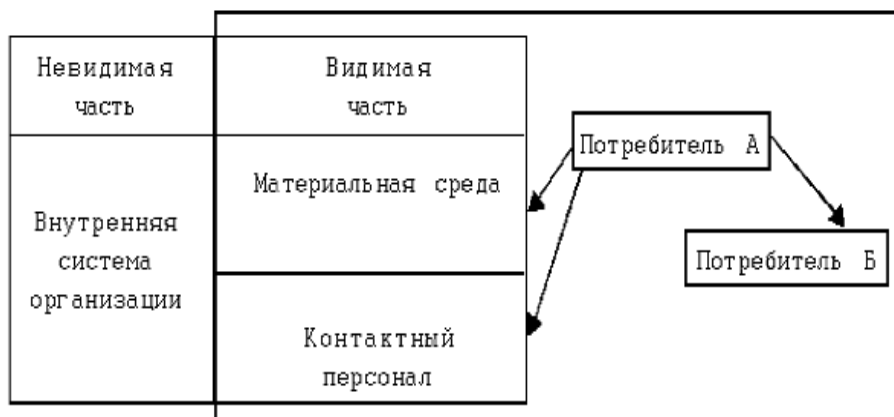 Невидимая
часть
Видимая
часть
Потребитель А
Материальная среда
Внутренняя
система
организации
Потребитель Б
Контактный
персонал